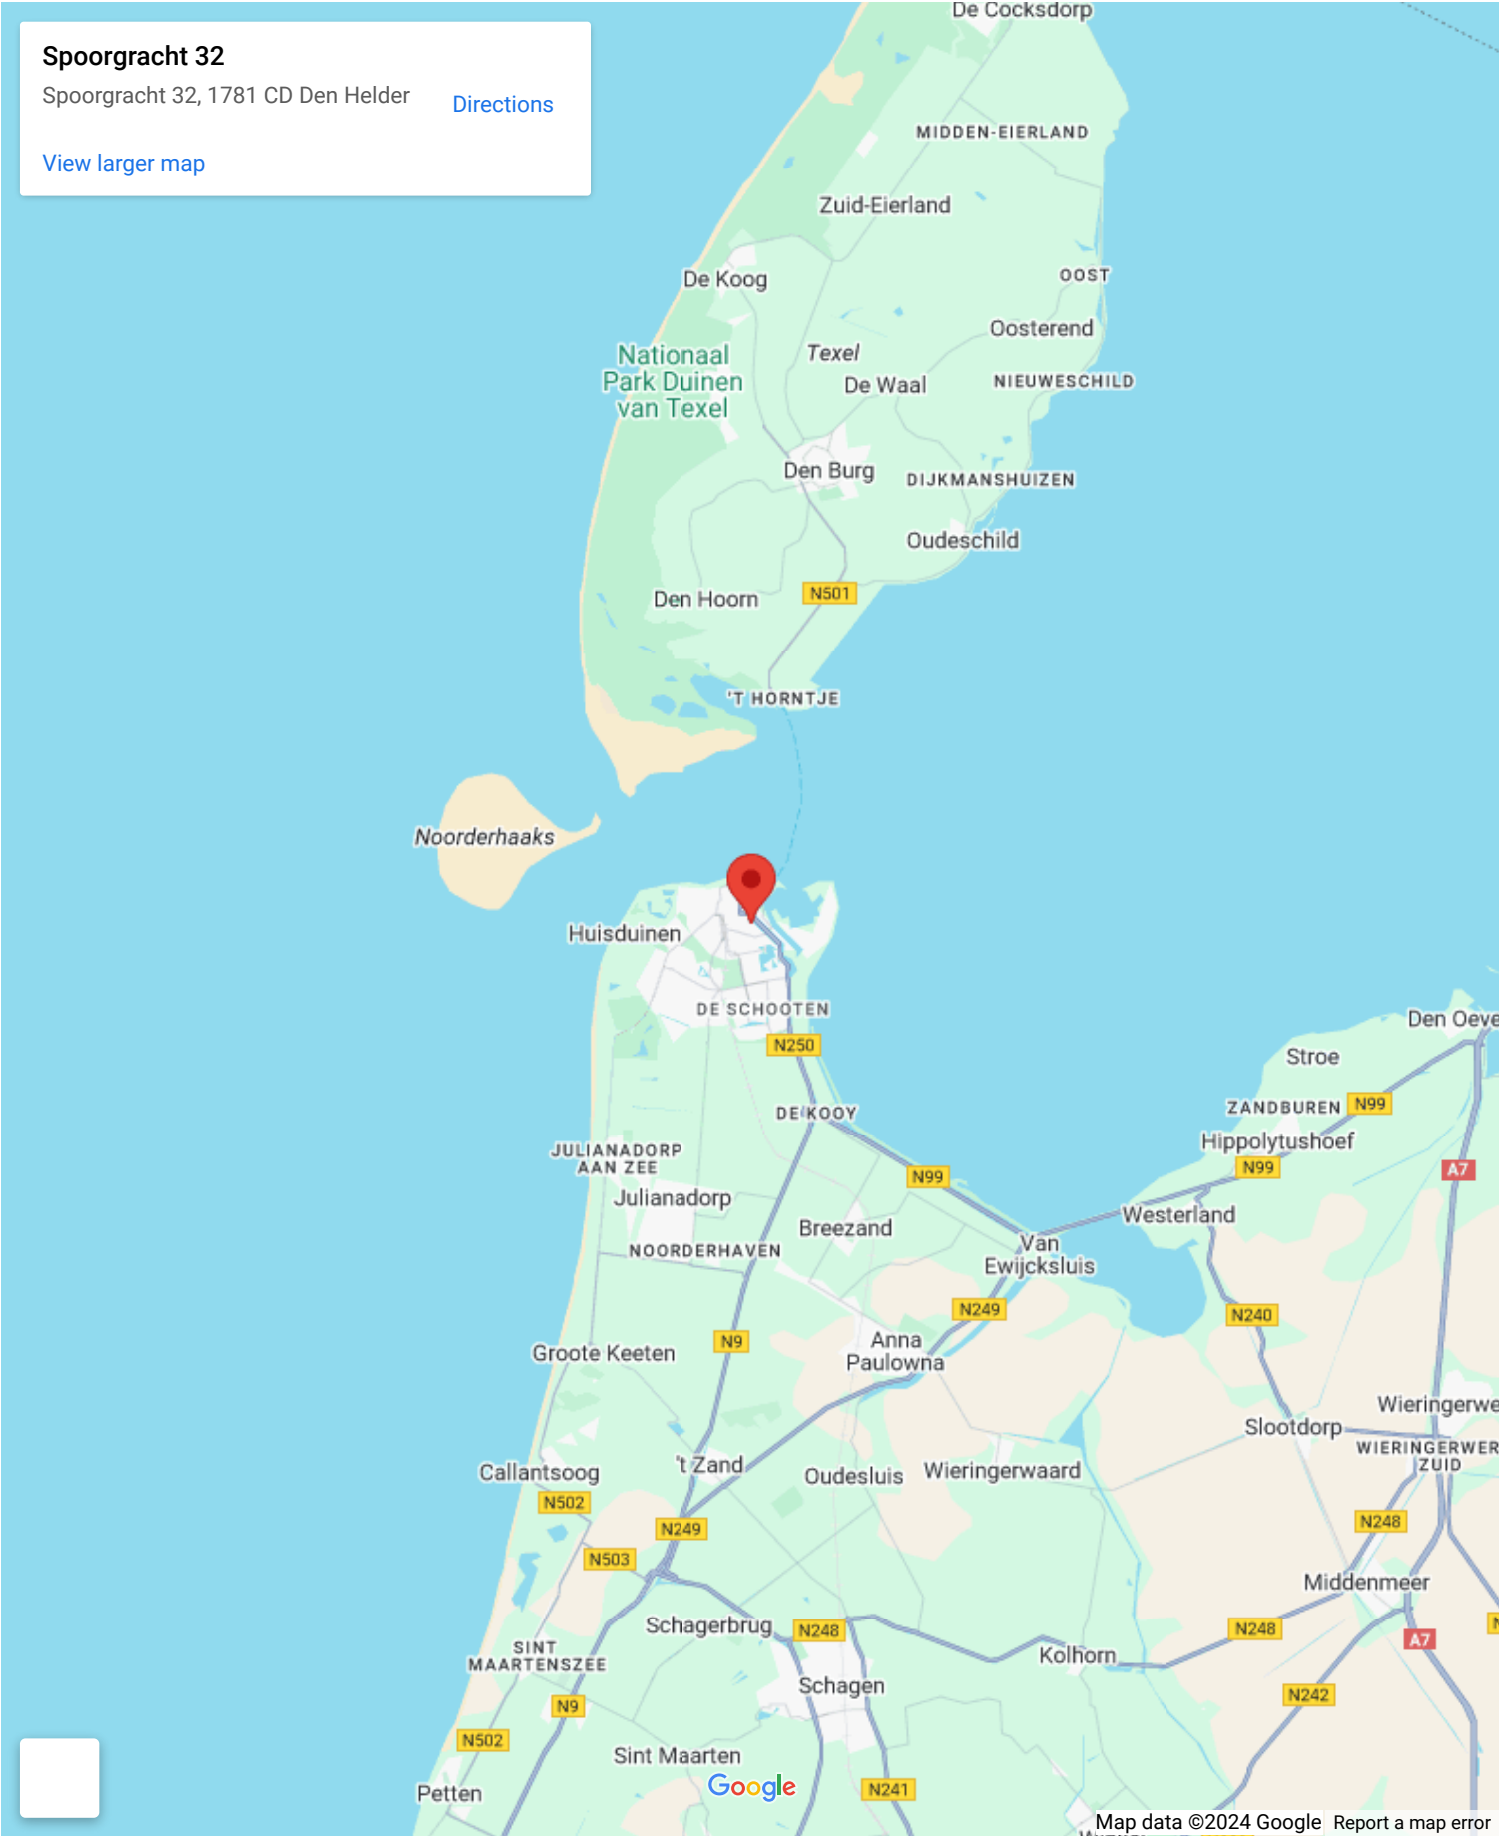 De Cocksdorp
Spoorgracht 32
Spoorgracht 32, 1781 CD Den Helder
Directions
View larger map
MIDDEN-EIERLAND
Zuid-Eierland
De Koog
OOST
Oosterend
Nationaal
Park Duinen
van Texel
Texel
De Waal
NIEUWESCHILD
Den Burg
DIJKMANSHUIZEN
Oudeschild
Den Hoorn
N501
'T HORNTJE
Noorderhaaks
Huisduinen
DE SCHOOTEN
Den Oeve
N250
Stroe
ZANDBUREN
N99
DE KOOY
Hippolytushoef
JULIANADORP
AAN ZEE
N99
N99
A7
Julianadorp
Westerland
Breezand
NOORDERHAVEN
Van
Ewijcksluis
N249
N240
N9
Anna
Paulowna
Groote Keeten
Wieringerwe
Slootdorp
WIERINGERWER
ZUID
't Zand
Callantsoog
Oudesluis
Wieringerwaard
N502
N248
N249
N503
Middenmeer
Schagerbrug
N248
N248
A7
SINT
MAARTENSZEE
Kolhorn
Schagen
N242
N9
N502
Sint Maarten
Petten
Google
N241
Map data ©2024 Google
Report a map error